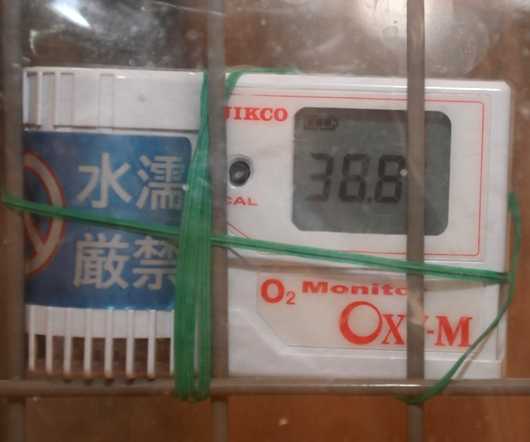 水濡
厳禁
JIKCO
38.8
CAL
O2 Monito
OXY-M